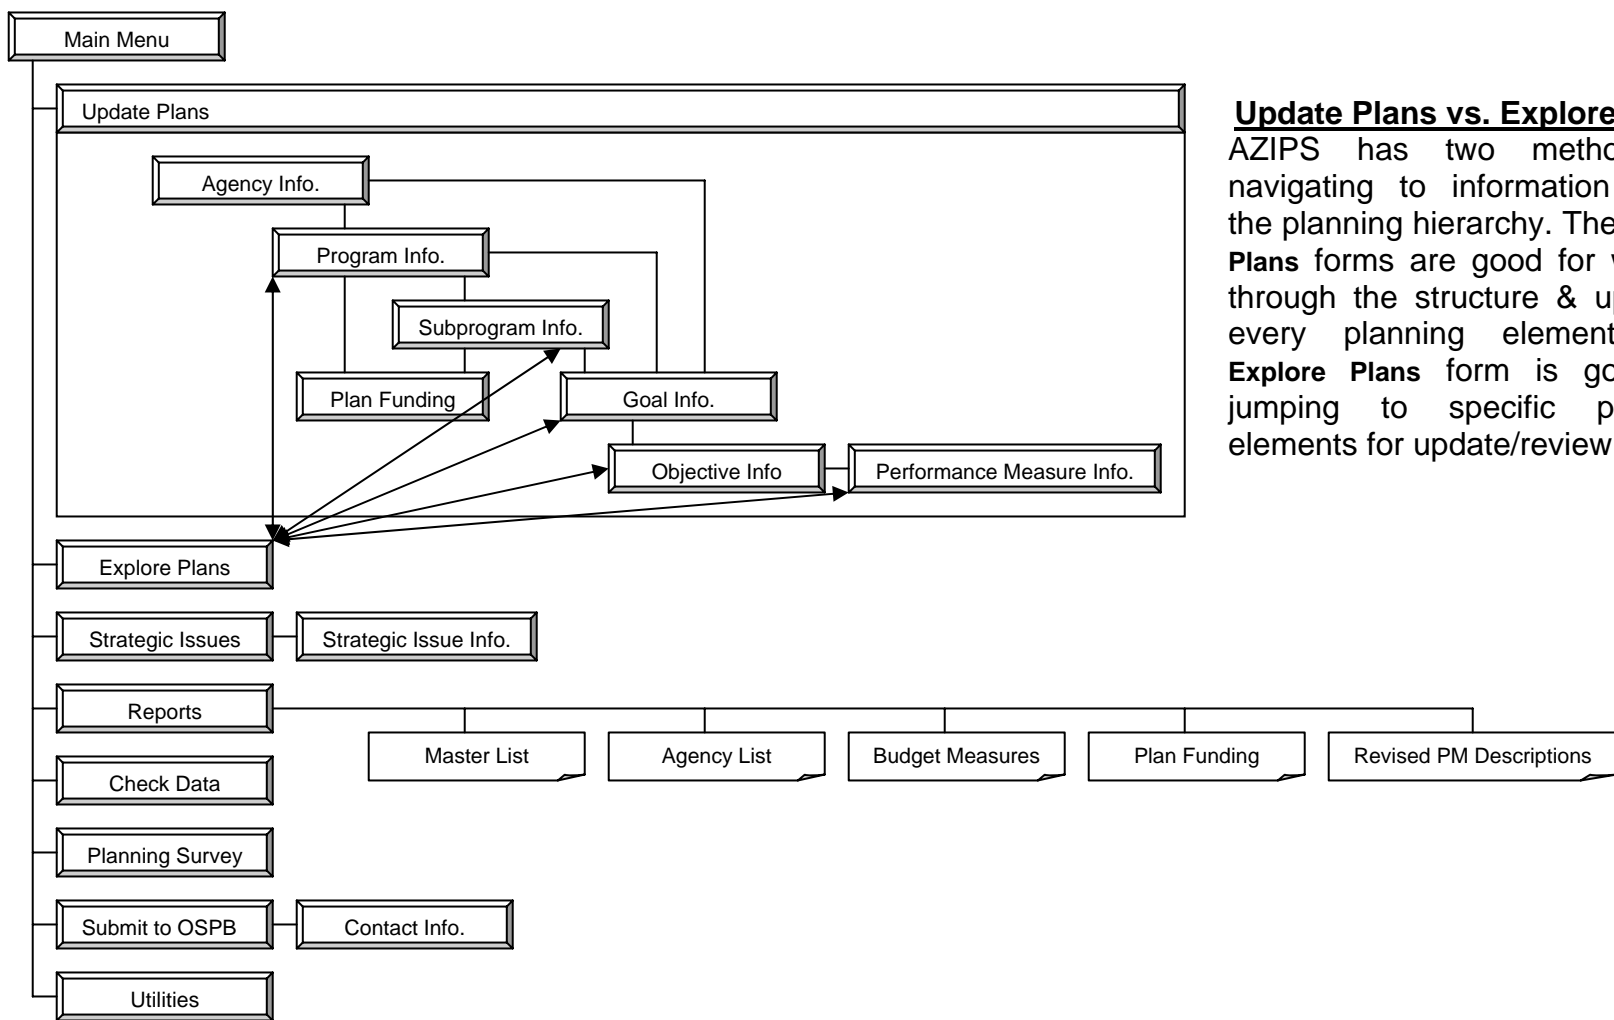 Main Menu
Update Plans
Agency Info.
Program Info.
Subprogram Info.
Plan Funding
Goal Info.
Objective Info
Performance Measure Info.
Explore Plans
Strategic Issues
Strategic Issue Info.
Reports
Master List
Agency List
Budget Measures
Plan Funding
Revised PM Descriptions
Check Data
Planning Survey
Submit to OSPB
Contact Info.
Utilities
Update Plans vs. Explore
AZIPS has two
navigating to information
the planning hierarchy. The
Plans forms are good for
through the structure &
every planning
Explore Plans form is
jumping to specific
elements for update/review